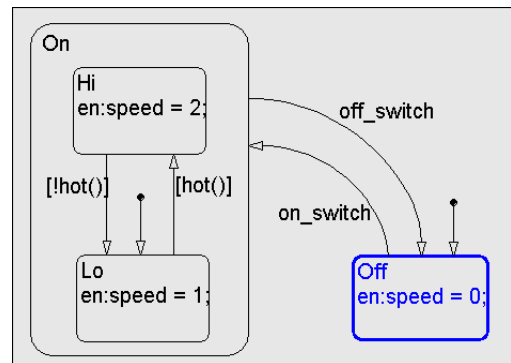 On
Hi
en:speed = 2;
off_switch
[!hot()]
[hot()]
on_switch
Lo
en:speed = 1;
Off
en:speed = 0;